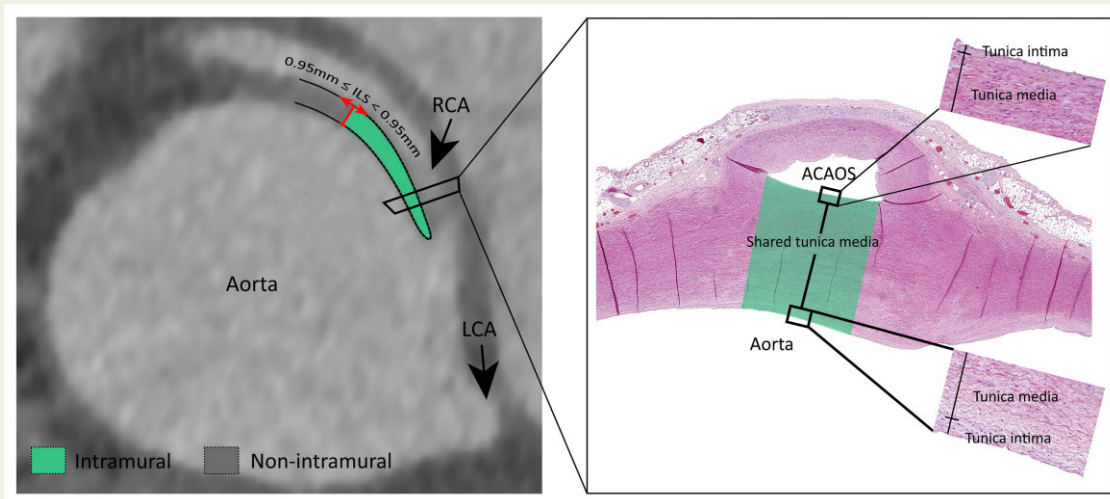 0.95mm ≤ ILS < 0.95mm
RCA
Aorta
LCA
Intramural
Non-intramural
Tunica intima
Tunica media
ACAOS
Shared tunica media
Aorta
Tunica media
Tunica intima